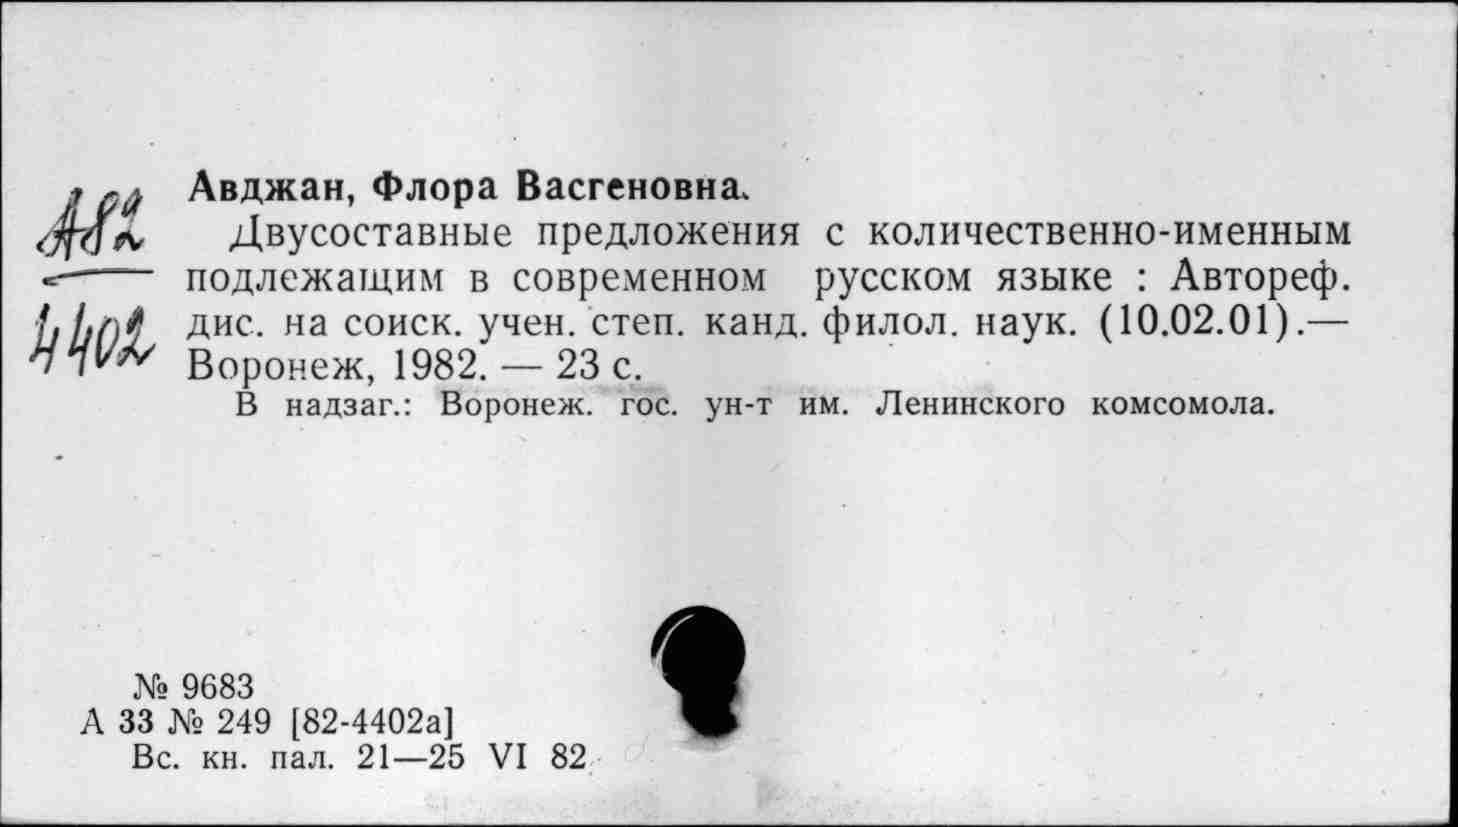 А82
4402
Авджан, Флора Васгеновна.
Двусоставные предложения с количественно-именным
подлежащим в современном русском языке : Автореф.
дис. на соиск. учен. степ. канд. филол. наук. (10.02.01).—
Воронеж, 1982. — 23 с.
В надзаг.: Воронеж. гос. ун-т им. Ленинского комсомола.
№ 9683
А 33 № 249 [82-4402а]
Вс. кн. пал. 21—25 VI 82